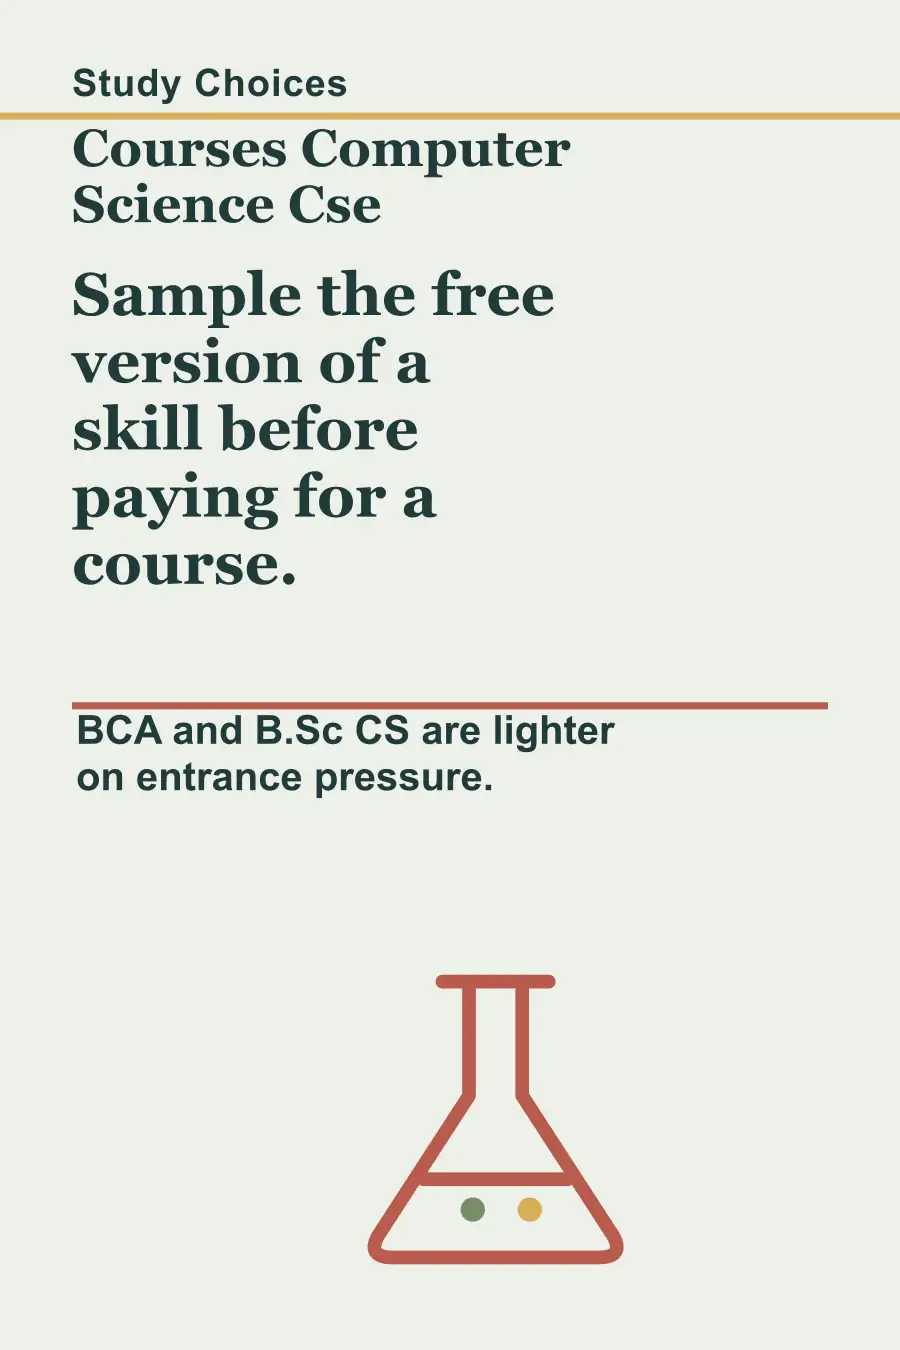 Study Choices
Courses Computer
Science Cse
Sample the free
version of a
skill before
paying for a
course.
BCA and B.Sc CS are lighter
on entrance pressure.